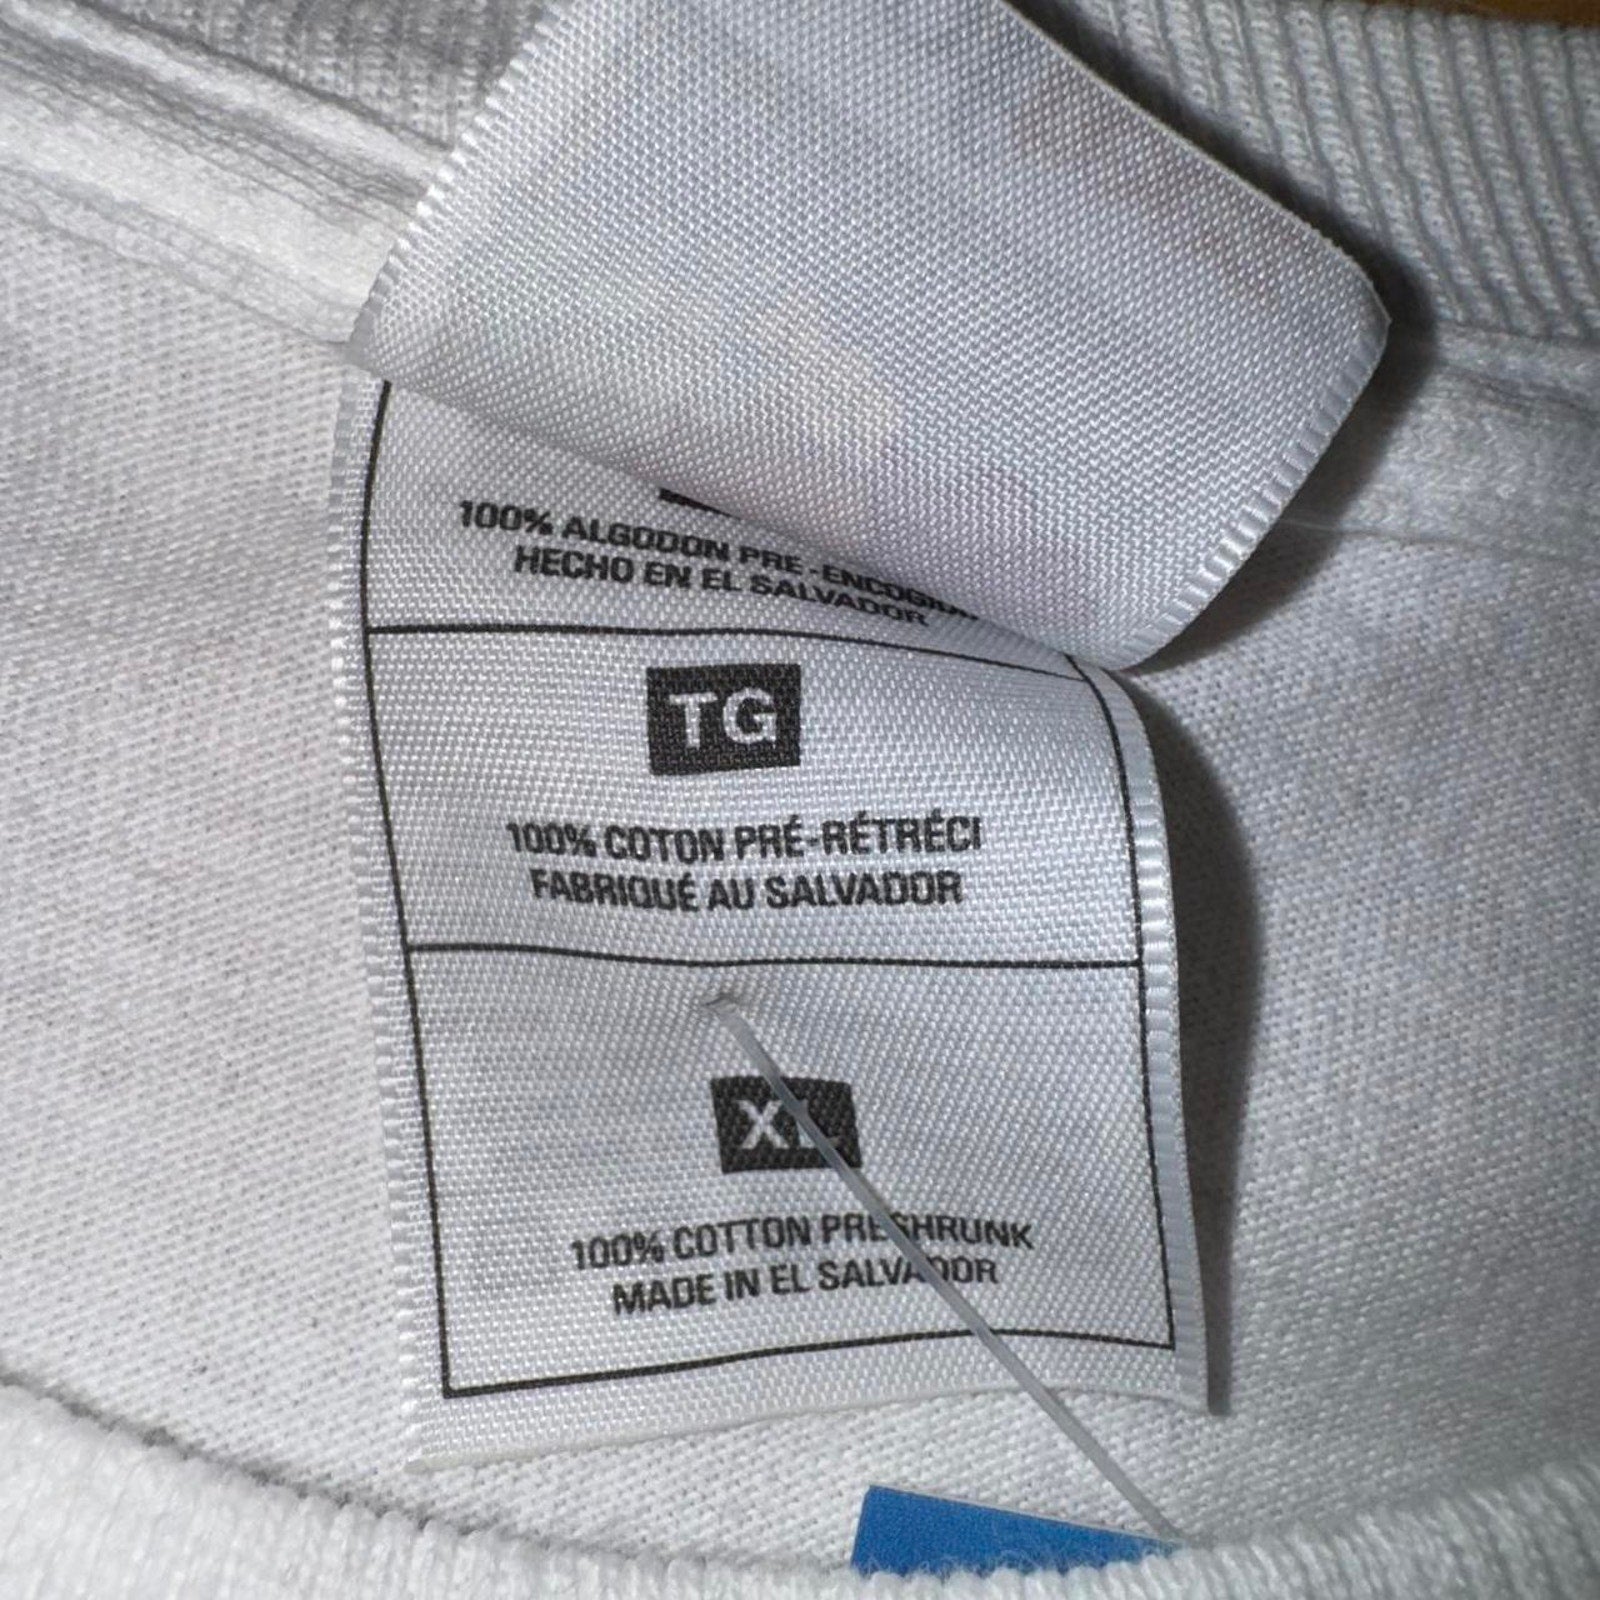 100% ALGODON PRE-ENCOGIDO
HECHO EN EL SALVADOR
TG
100% COTON PRÉ-RÉTRÉCI
FABRIQUÉ AU SALVADOR
XL
100% COTTON PRESHRUNK
MADE IN EL SALVADOR